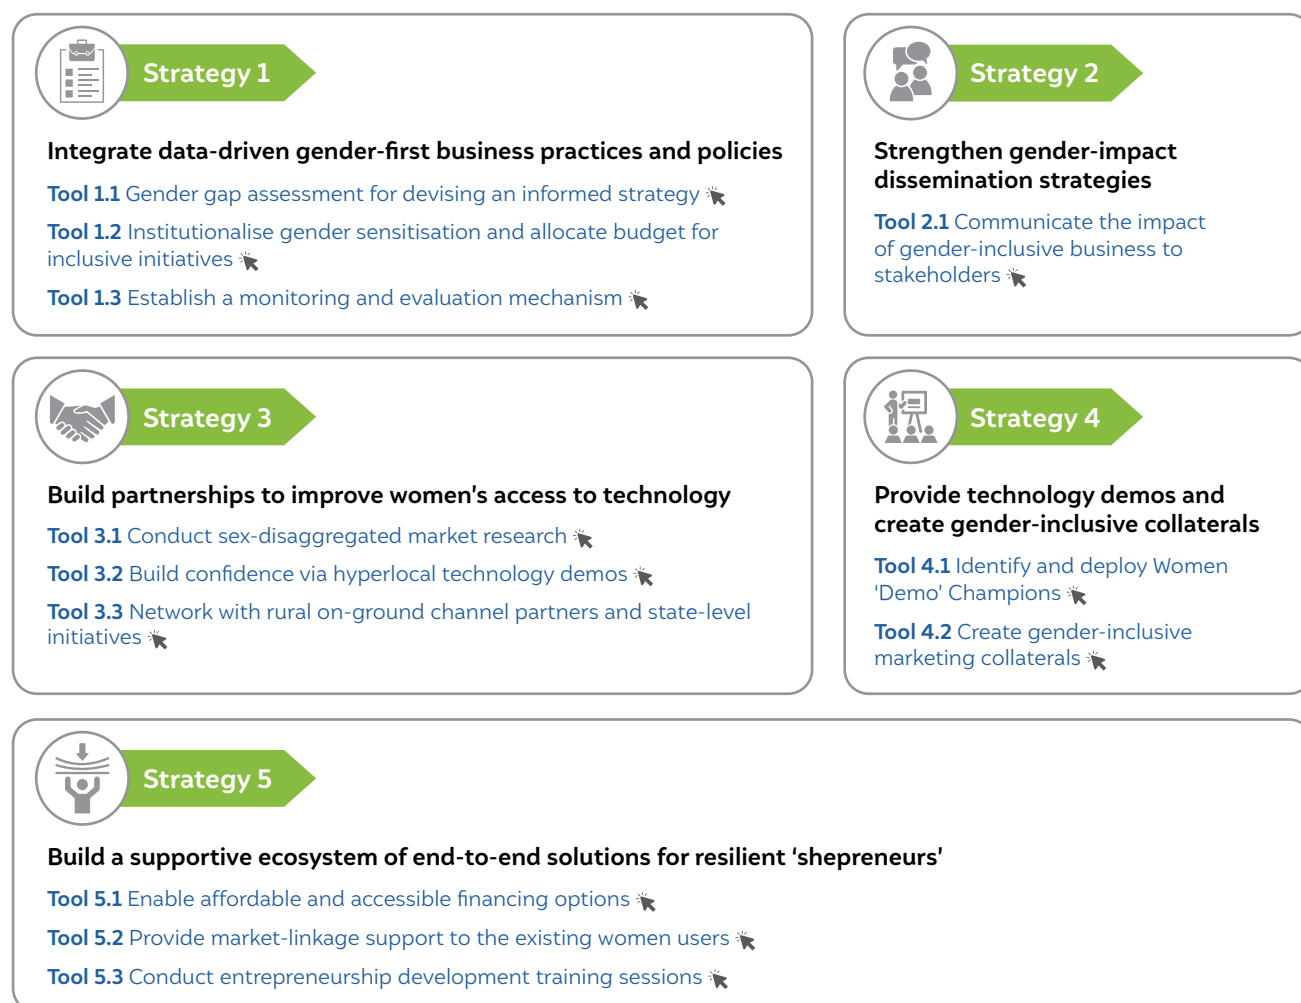 Strategy 1
Integrate data-driven gender-first business practices and policies
Tool 1.1 Gender gap assessment for devising an informed strategy
Tool 1.2 Institutionalise gender sensitisation and allocate budget for
inclusive initiatives
Tool 1.3 Establish a monitoring and evaluation mechanism
Strategy 2
Strengthen gender-impact
dissemination strategies
Tool 2.1 Communicate the impact
of gender-inclusive business to
stakeholders
Strategy 3
Build partnerships to improve women's access to technology
Tool 3.1 Conduct sex-disaggregated market research
Tool 3.2 Build confidence via hyperlocal technology demos
Tool 3.3 Network with rural on-ground channel partners and state-level
initiatives
Strategy 4
Provide technology demos and
create gender-inclusive collaterals
Tool 4.1 Identify and deploy Women
'Demo' Champions
Tool 4.2 Create gender-inclusive
marketing collaterals
Strategy 5
Build a supportive ecosystem of end-to-end solutions for resilient 'shepreneurs'
Tool 5.1 Enable affordable and accessible financing options
Tool 5.2 Provide market-linkage support to the existing women users
Tool 5.3 Conduct entrepreneurship development training sessions